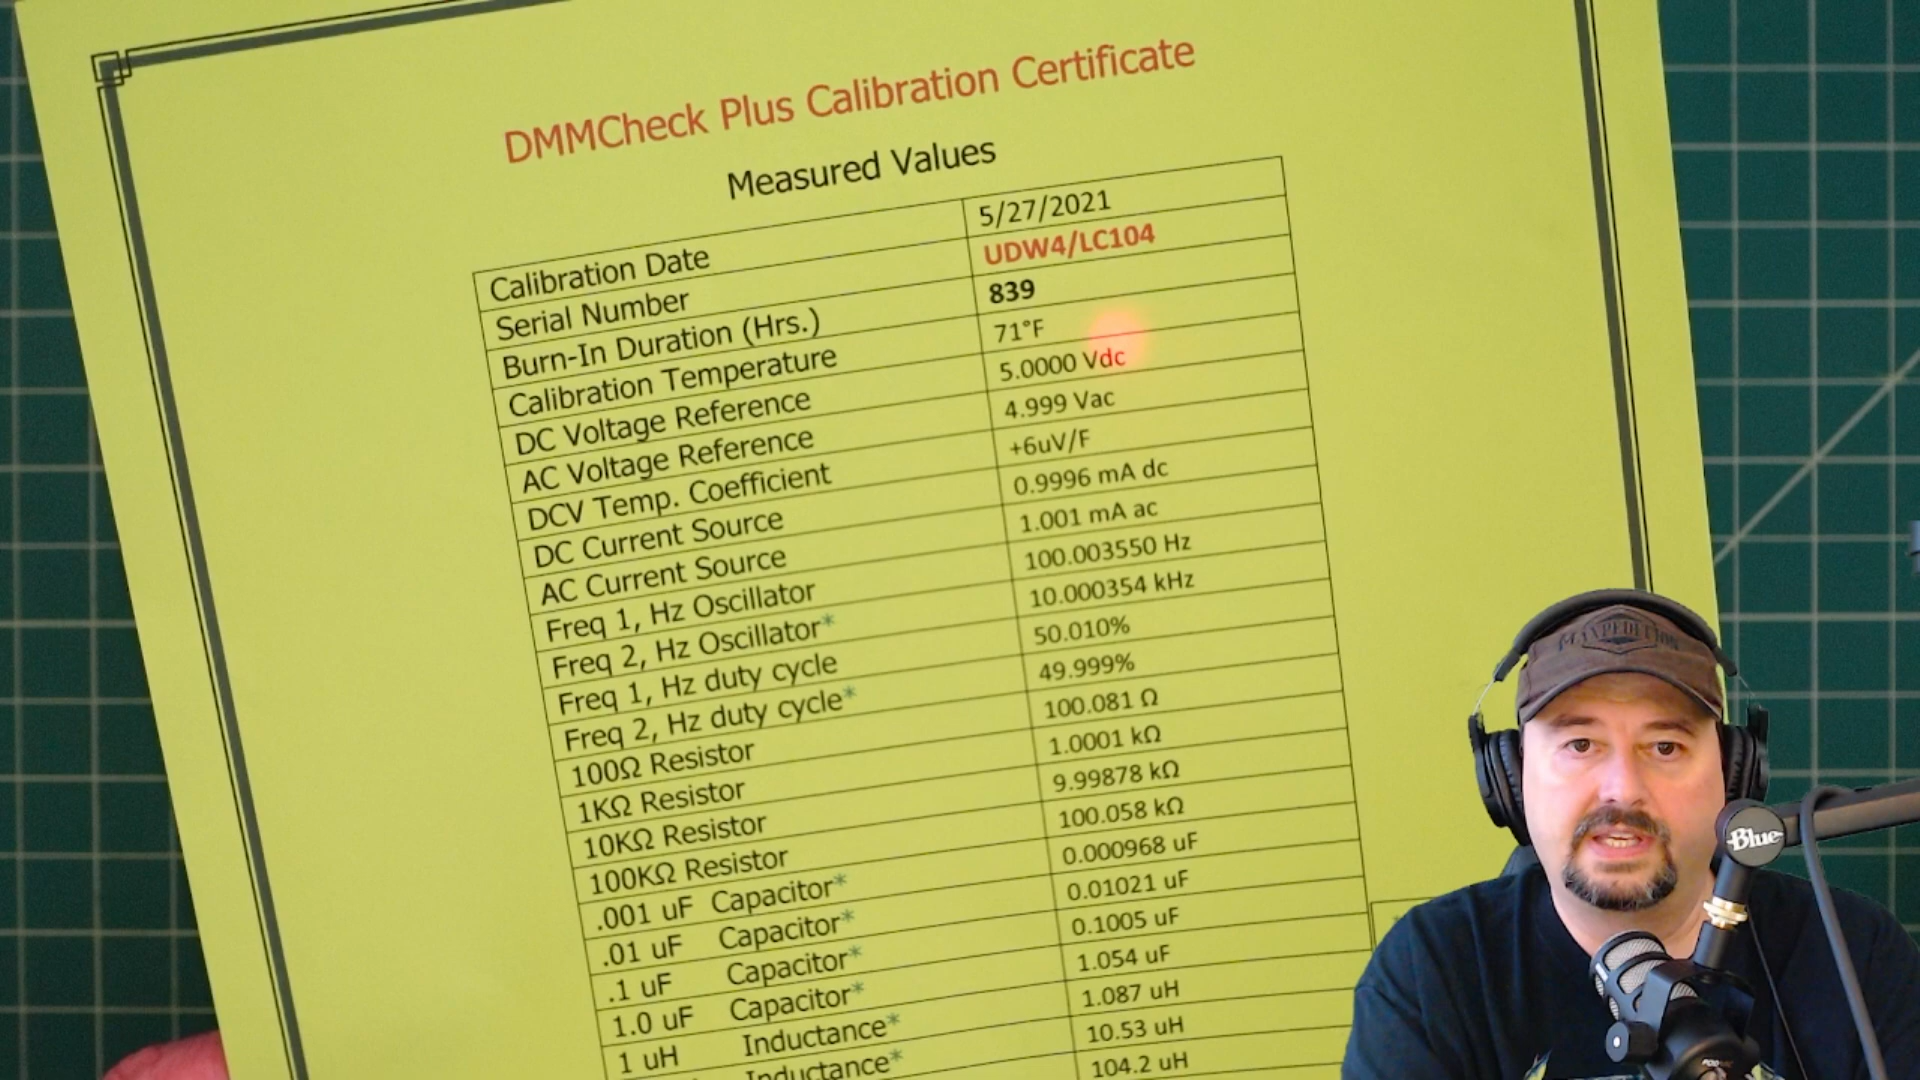 DMMCheck Plus Calibration Certificate
Measured Values
Calibration Date 5/27/2021
Serial Number UDW4/LC104
Burn-In Duration (Hrs.) 839
Calibration Temperature 71°F
DC Voltage Reference 5.0000 Vdc
AC Voltage Reference 4.999 Vac
DCV Temp. Coefficient +6uV/F
DC Current Source 0.9996 mA dc
AC Current Source 1.001 mA ac
Freq 1, Hz Oscillator 100.003550 Hz
Freq 2, Hz Oscillator* 10.000354 kHz
Freq 1, Hz duty cycle 50.010%
Freq 2, Hz duty cycle* 49.999%
100Ω Resistor 100.081 Ω
1KΩ Resistor 1.0001 kΩ
10KΩ Resistor 9.99878 kΩ
100KΩ Resistor 100.058 kΩ
.001 uF Capacitor* 0.000968 uF
.01 uF Capacitor* 0.01021 uF
.1 uF Capacitor* 0.1005 uF
1.0 uF Capacitor* 1.054 uF
1 uH Inductance* 1.087 uH
Inductance* 10.53 uH
104.2 uH
MAXPEDITION
Blue